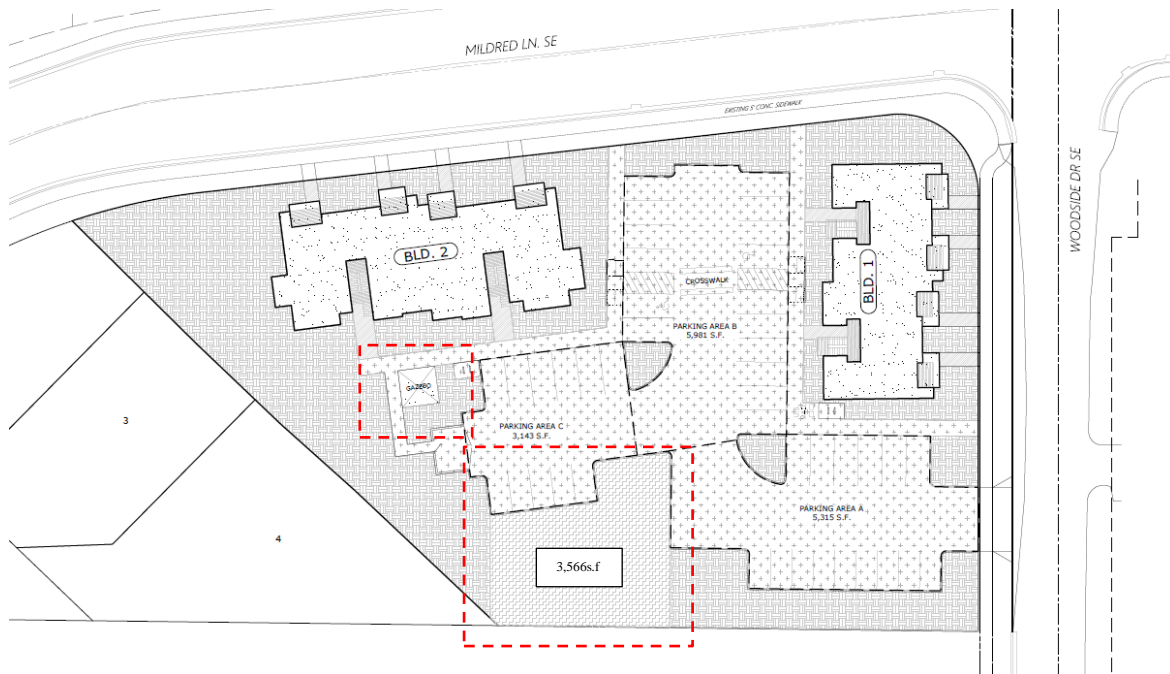 MILDRED LN. SE
EXISTING 5' CONC. SIDEWALK
WOODSIDE DR SE
BLD. 2
BLD. 1
CROSSWALK
PARKING AREA B
5,981 S.F.
GAZEBO
3
PARKING AREA C
3,143 S.F.
PARKING AREA A
5,315 S.F.
4
3,566s.f